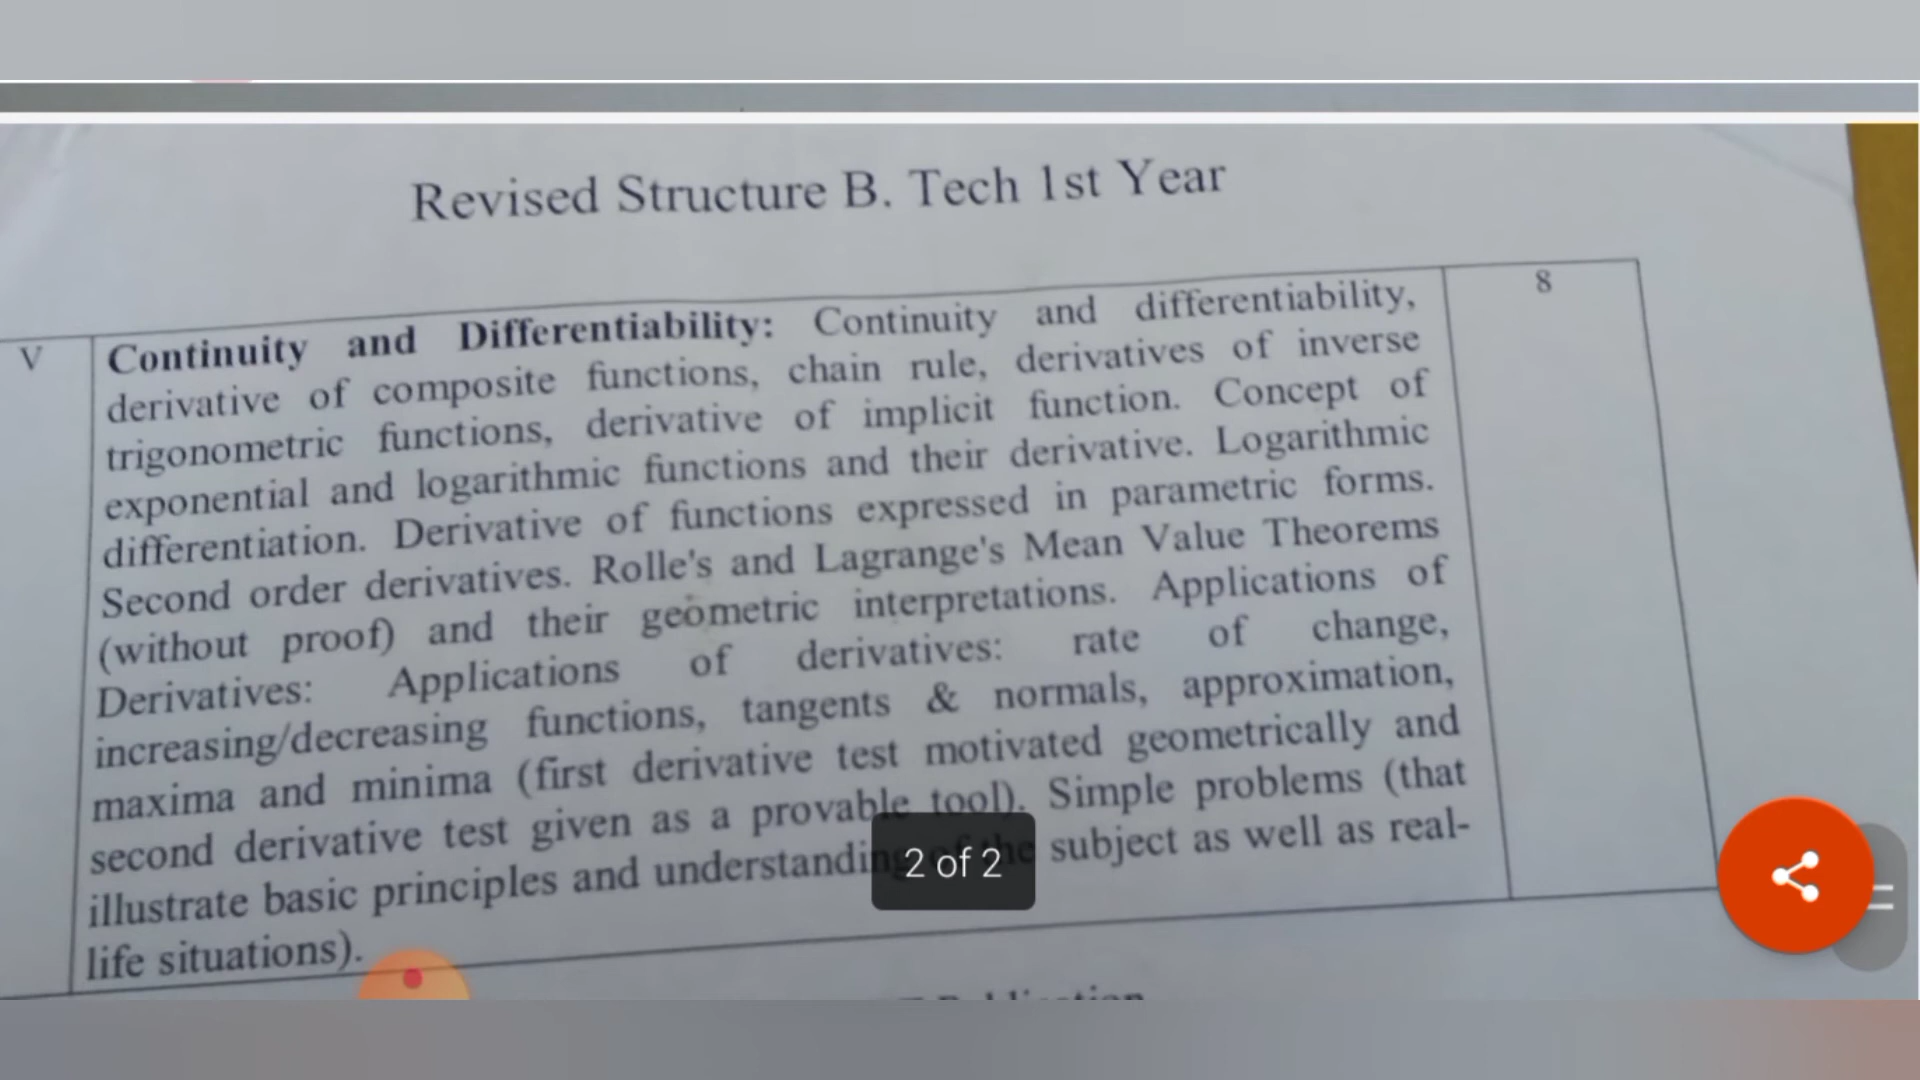 Revised Structure B. Tech 1st Year
V
Continuity and Differentiability: Continuity and differentiability,
8
derivative of composite functions, chain rule, derivatives of inverse
trigonometric functions, derivative of implicit function. Concept of
exponential and logarithmic functions and their derivative. Logarithmic
differentiation. Derivative of functions expressed in parametric forms.
Second order derivatives. Rolle's and Lagrange's Mean Value Theorems
(without proof) and their geometric interpretations. Applications of
Derivatives: Applications of derivatives: rate of change,
increasing/decreasing functions, tangents & normals, approximation,
maxima and minima (first derivative test motivated geometrically and
second derivative test given as a provable tool). Simple problems (that
illustrate basic principles and understanding of the subject as well as real-
life situations).
2 of 2